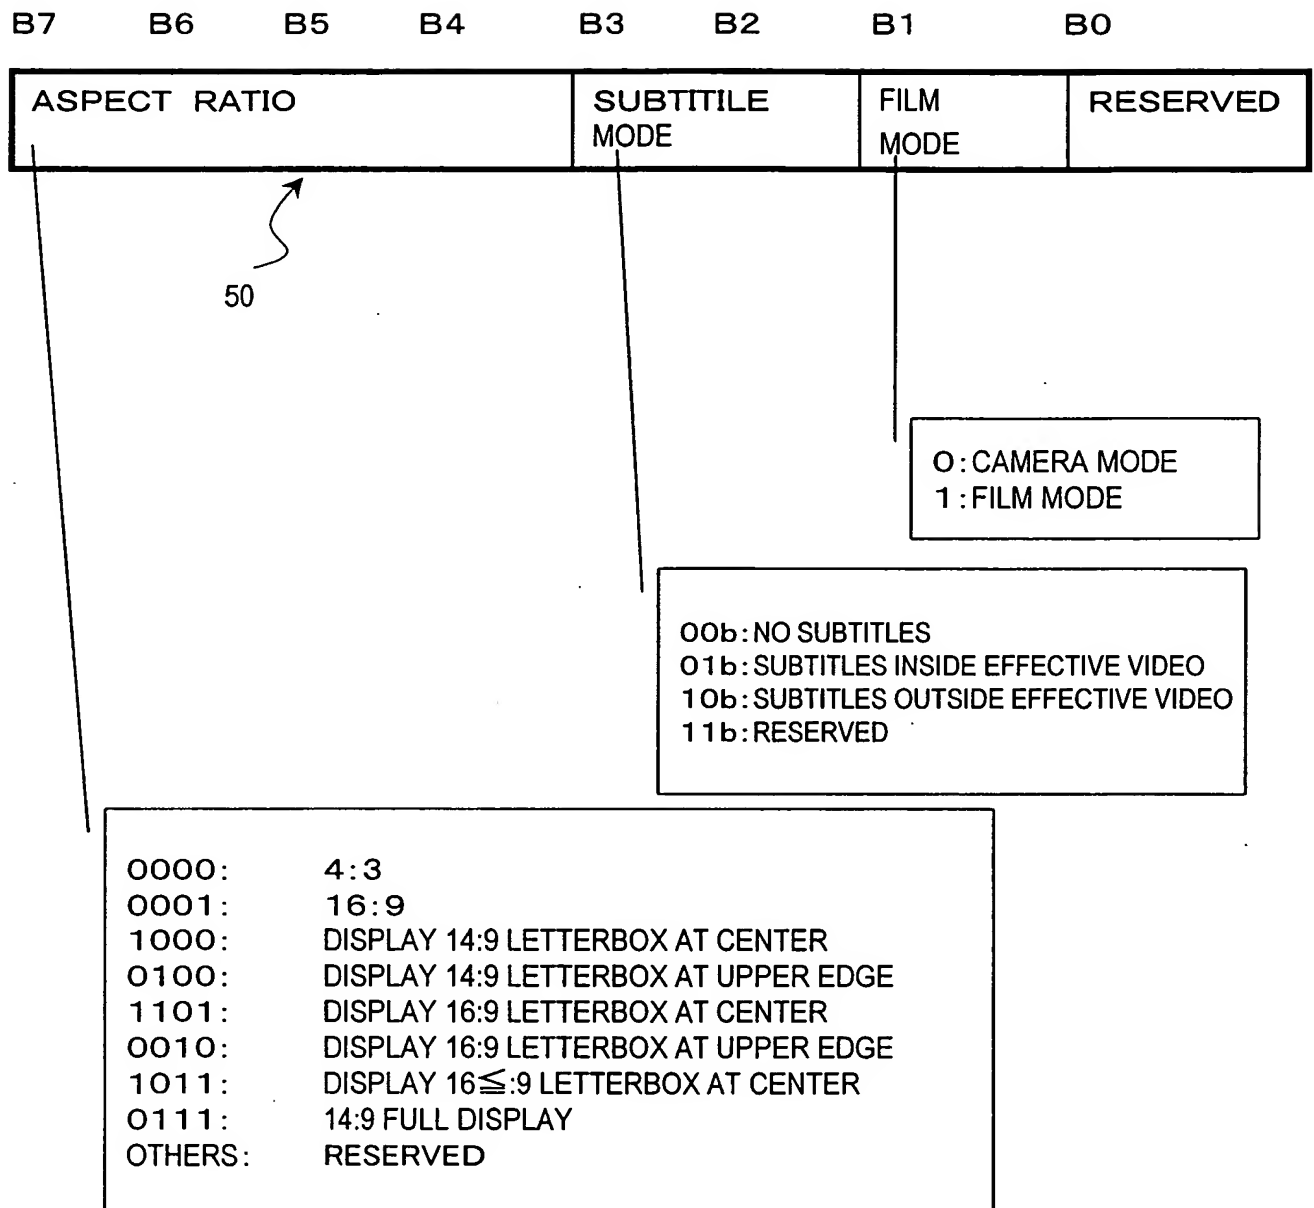 B7 B6 B5 B4 B3 B2 B1 B0
ASPECT RATIO SUBTITILE FILM RESERVED
MODE MODE
50
0:CAMERA MODE
1:FILM MODE
00b:NO SUBTITLES
01b:SUBTITLES INSIDE EFFECTIVE VIDEO
10b:SUBTITLES OUTSIDE EFFECTIVE VIDEO
11b:RESERVED
0000: 4:3
0001: 16:9
1000: DISPLAY 14:9 LETTERBOX AT CENTER
0100: DISPLAY 14:9 LETTERBOX AT UPPER EDGE
1101: DISPLAY 16:9 LETTERBOX AT CENTER
0010: DISPLAY 16:9 LETTERBOX AT UPPER EDGE
1011: DISPLAY 16≦:9 LETTERBOX AT CENTER
0111: 14:9 FULL DISPLAY
OTHERS: RESERVED